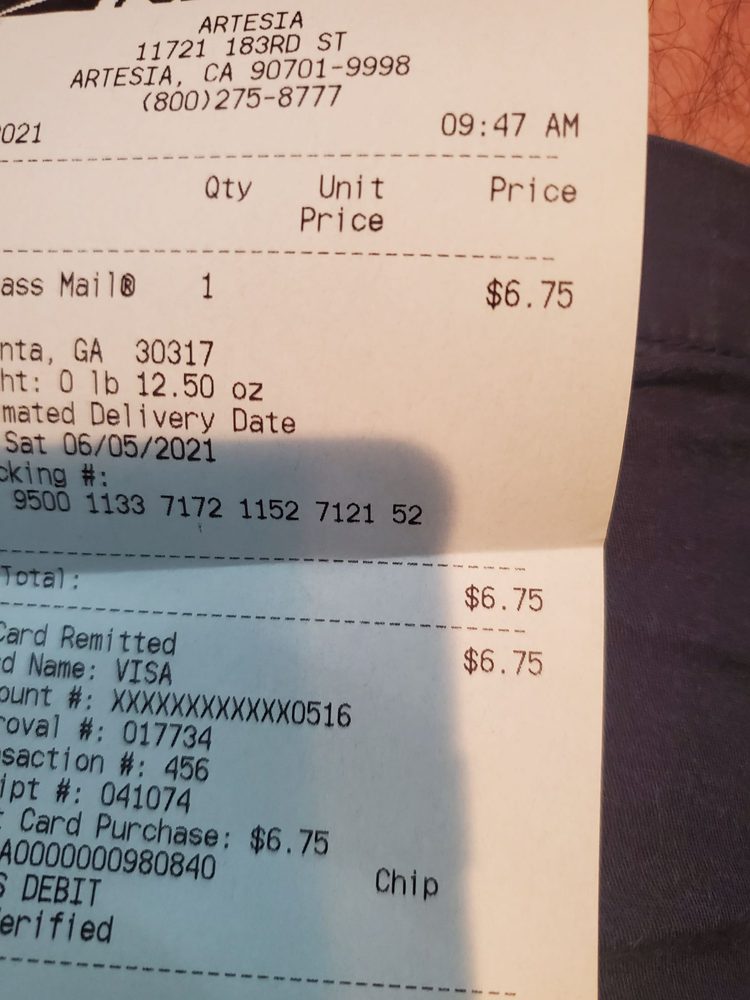 ARTESIA
11721 183RD ST
ARTESIA, CA 90701-9998
(800)275-8777
021 09:47 AM
Qty Unit Price
Price
ass Mail® 1 $6.75
nta, GA 30317
ht: 0 lb 12.50 oz
mated Delivery Date
Sat 06/05/2021
cking #:
9500 1133 7172 1152 7121 52
Total: $6.75
Card Remitted $6.75
d Name: VISA
ount #: XXXXXXXXXXXX0516
roval #: 017734
saction #: 456
ipt #: 041074
t Card Purchase: $6.75
A0000000980840 Chip
S DEBIT
erified